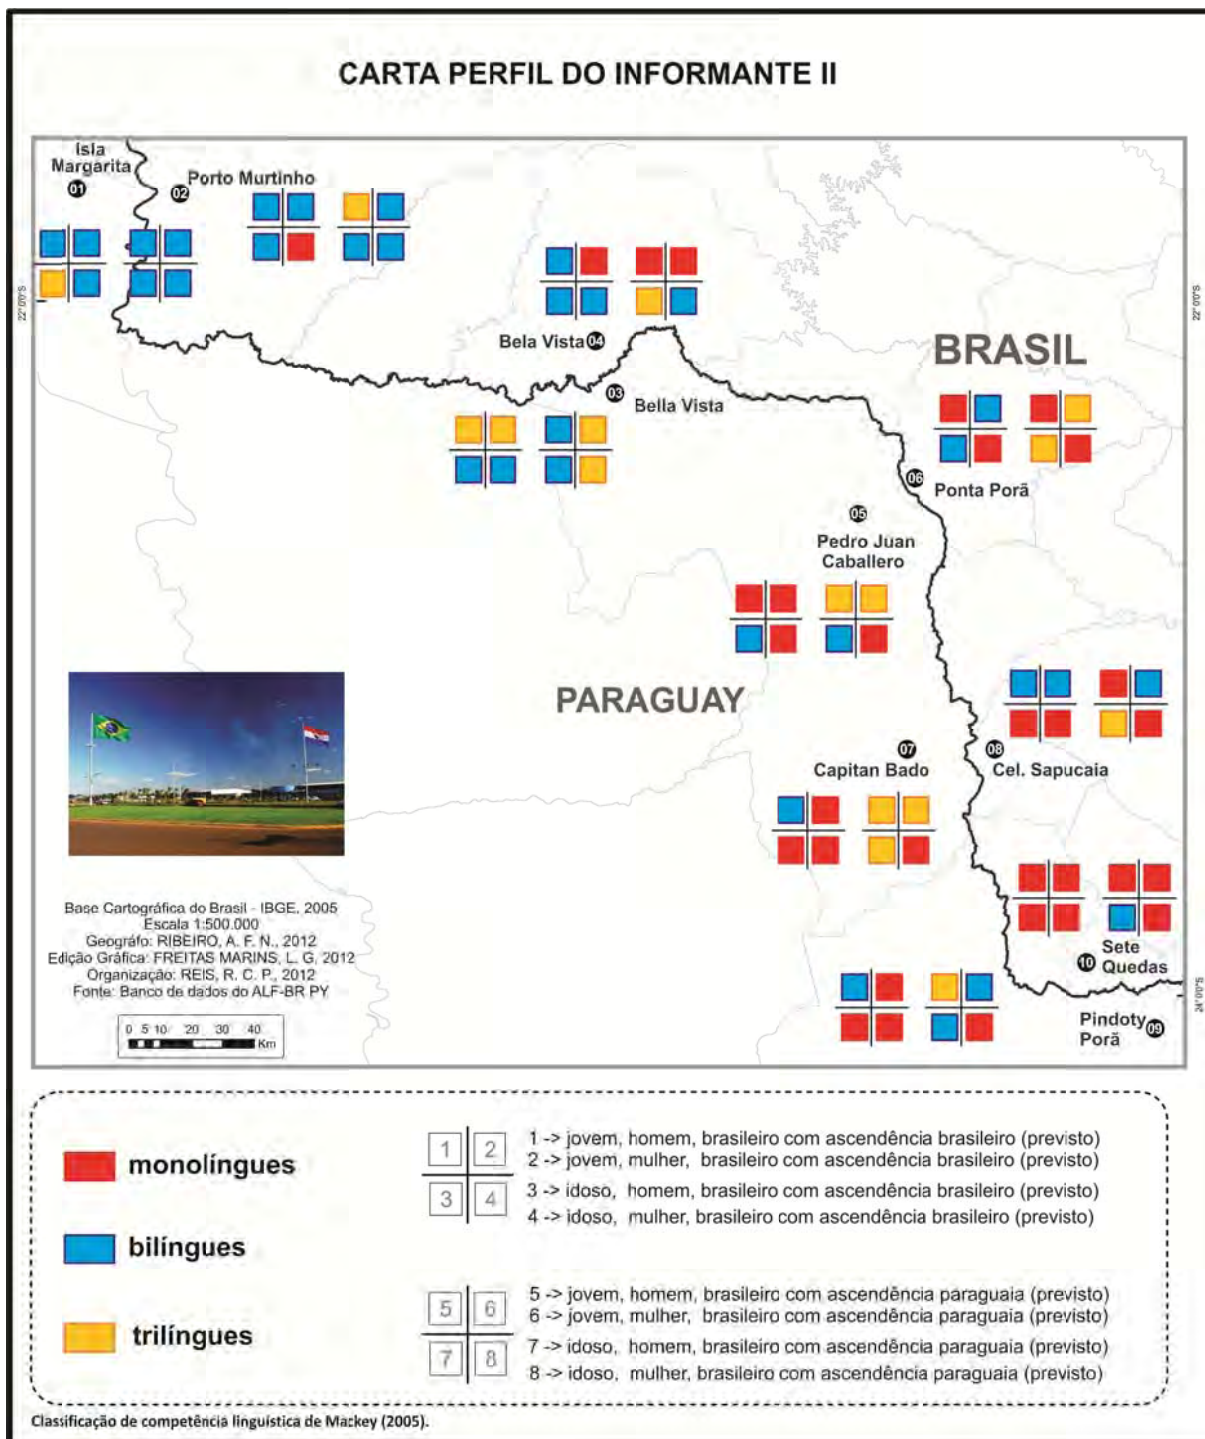 CARTA PERFIL DO INFORMANTE II
Isla
Margarita
01
02
Porto Murtinho
22°0'0"S
22°0'0"S
Bela Vista
04
03
Bella Vista
BRASIL
06
Ponta Porã
05
Pedro Juan
Caballero
PARAGUAY
07
Capitan Bado
08
Cel. Sapucaia
10
Sete
Quedas
Pindoty
Porã
09
24°0'0"S
Base Cartográfica do Brasil - IBGE, 2005
Escala 1:500.000
Geográfo: RIBEIRO, A. F. N., 2012
Edição Gráfica: FREITAS MARINS, L. G, 2012
Organização: REIS, R. C. P., 2012
Fonte: Banco de dados do ALF-BR PY
0 5 10 20 30 40
Km
monolíngues
bilíngues
trilíngues
1 2
3 4
1 -> jovem, homem, brasileiro com ascendência brasileiro (previsto)
2 -> jovem, mulher, brasileiro com ascendência brasileiro (previsto)
3 -> idoso, homem, brasileiro com ascendência brasileiro (previsto)
4 -> idoso, mulher, brasileiro com ascendência brasileiro (previsto)
5 6
7 8
5 -> jovem, homem, brasileiro com ascendência paraguaia (previsto)
6 -> jovem, mulher, brasileiro com ascendência paraguaia (previsto)
7 -> idoso, homem, brasileiro com ascendência paraguaia (previsto)
8 -> idoso, mulher, brasileiro com ascendência paraguaia (previsto)
Classificação de competência linguística de Mackey (2005).